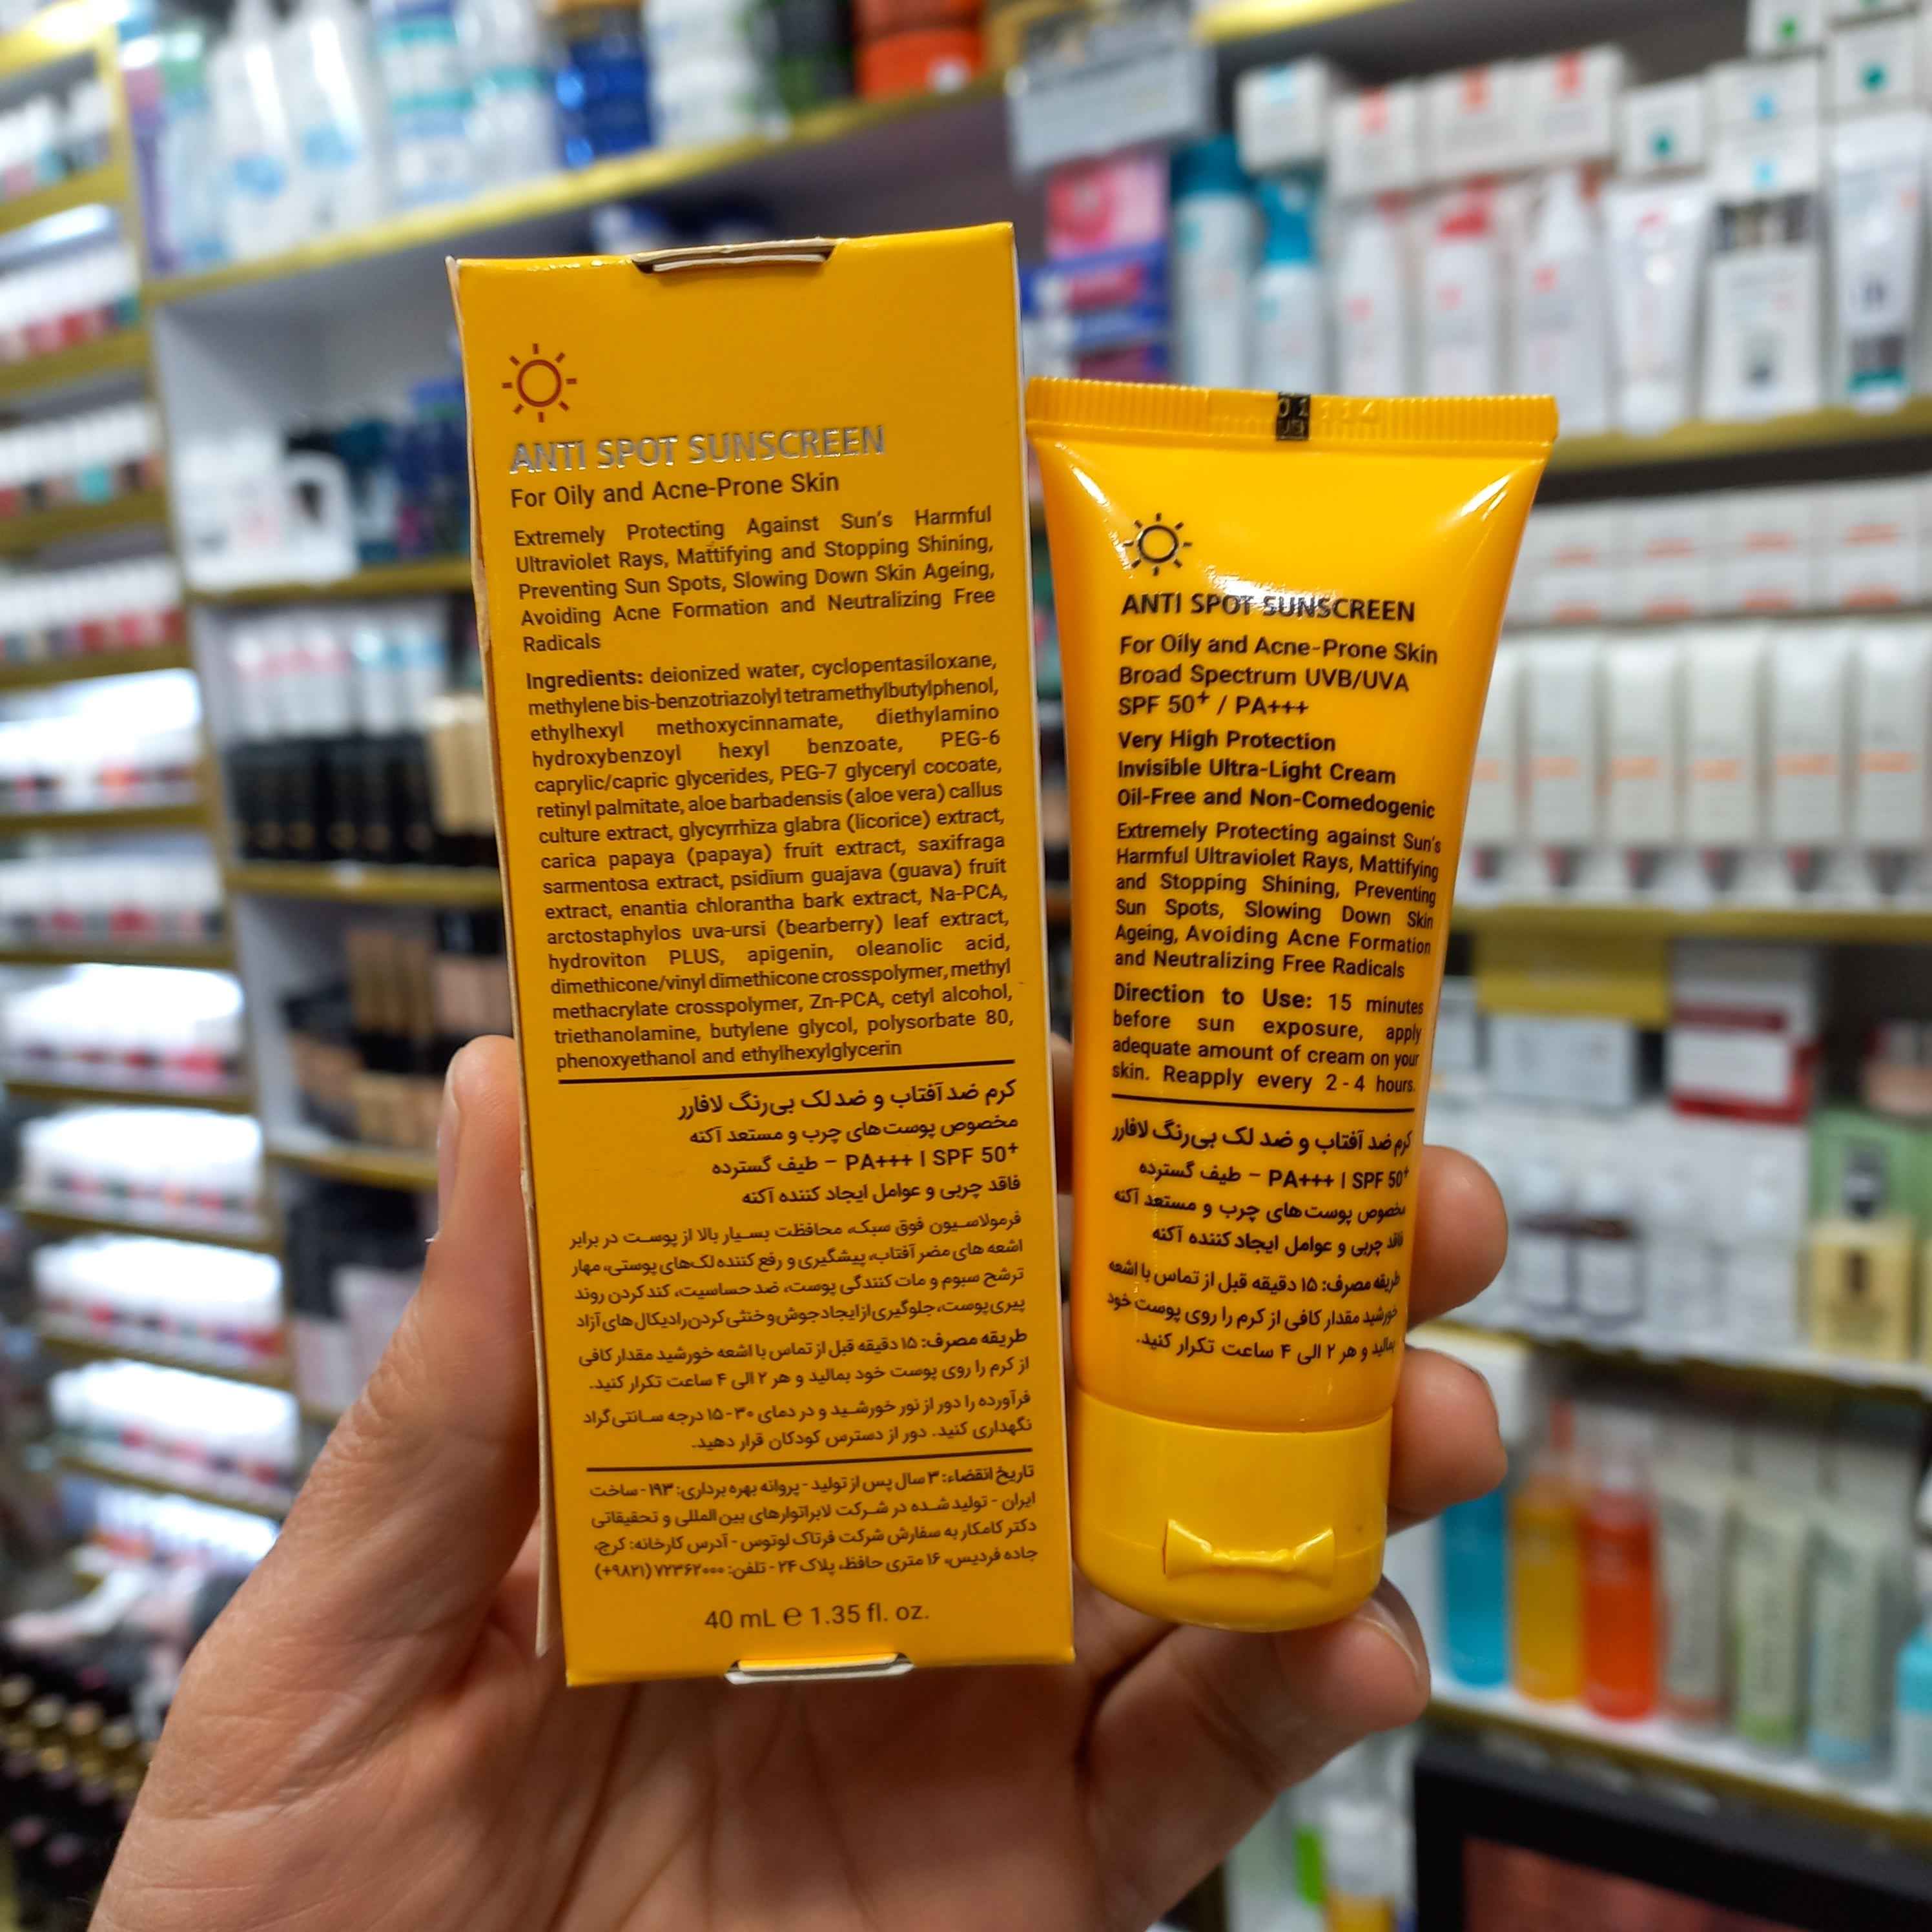 ANTI SPOT SUNSCREEN
For Oily and Acne-Prone Skin
Extremely Protecting Against Sun's Harmful
Ultraviolet Rays, Mattifying and Stopping Shining,
Preventing Sun Spots, Slowing Down Skin Ageing,
Avoiding Acne Formation and Neutralizing Free
Radicals
Ingredients: deionized water, cyclopentasiloxane,
methylene bis-benzotriazolyl tetramethylbutylphenol,
ethylhexyl methoxycinnamate, diethylamino
hydroxybenzoyl hexyl benzoate, PEG-6
caprylic/capric glycerides, PEG-7 glyceryl cocoate,
retinyl palmitate, aloe barbadensis (aloe vera) callus
culture extract, glycyrrhiza glabra (licorice) extract,
carica papaya (papaya) fruit extract, saxifraga
sarmentosa extract, psidium guajava (guava) fruit
extract, enantia chlorantha bark extract, Na-PCA,
arctostaphylos uva-ursi (bearberry) leaf extract,
hydroviton PLUS, apigenin, oleanolic acid,
dimethicone/vinyl dimethicone crosspolymer, methyl
methacrylate crosspolymer, Zn-PCA, cetyl alcohol,
triethanolamine, butylene glycol, polysorbate 80,
phenoxyethanol and ethylhexylglycerin
کرم ضد آفتاب و ضد لک بی‌رنگ لافارر
مخصوص پوست‌های چرب و مستعد آکنه
SPF 50⁺ | PA+++ – طیف گسترده
فاقد چربی و عوامل ایجاد کننده آکنه
فرمولاسیون فوق سبک، محافظت بسیار بالا از پوست در برابر
اشعه های مضر آفتاب، پیشگیری و رفع کننده لک‌های پوستی، مهار
ترشح سبوم و مات کنندگی پوست، ضد حساسیت، کند کردن روند
پیری پوست، جلوگیری از ایجاد جوش و خنثی کردن رادیکال های آزاد
طریقه مصرف: ۱۵ دقیقه قبل از تماس با اشعه خورشید مقدار کافی
از کرم را روی پوست خود بمالید و هر ۲ الی ۴ ساعت تکرار کنید.
فرآورده را دور از نور خورشید و در دمای ۳۰-۱۵ درجه سانتی‌گراد
نگهداری کنید. دور از دسترس کودکان قرار دهید.
تاریخ انقضاء: ۳ سال پس از تولید - پروانه بهره برداری: ۱۹۳ - ساخت
ایران - تولید شده در شرکت لابراتوارهای بین المللی و تحقیقاتی
دکتر کامکار به سفارش شرکت فرتاک لوتوس - آدرس کارخانه: کرج،
جاده فردیس، ۱۶ متری حافظ، پلاک ۲۴ - تلفن: ۷۲۳۶۲۰۰۰ (۹۸۲۱+)
40 mL ℮ 1.35 fl. oz.
ANTI SPOT SUNSCREEN
For Oily and Acne-Prone Skin
Broad Spectrum UVB/UVA
SPF 50⁺ / PA+++
Very High Protection
Invisible Ultra-Light Cream
Oil-Free and Non-Comedogenic
Extremely Protecting against Sun's
Harmful Ultraviolet Rays, Mattifying
and Stopping Shining, Preventing
Sun Spots, Slowing Down Skin
Ageing, Avoiding Acne Formation
and Neutralizing Free Radicals
Direction to Use: 15 minutes
before sun exposure, apply
adequate amount of cream on your
skin. Reapply every 2 - 4 hours.
کرم ضد آفتاب و ضد لک بی‌رنگ لافارر
SPF 50⁺ | PA+++ – طیف گسترده
مخصوص پوست‌های چرب و مستعد آکنه
فاقد چربی و عوامل ایجاد کننده آکنه
طریقه مصرف: ۱۵ دقیقه قبل از تماس با اشعه
خورشید مقدار کافی از کرم را روی پوست خود
بمالید و هر ۲ الی ۴ ساعت تکرار کنید.